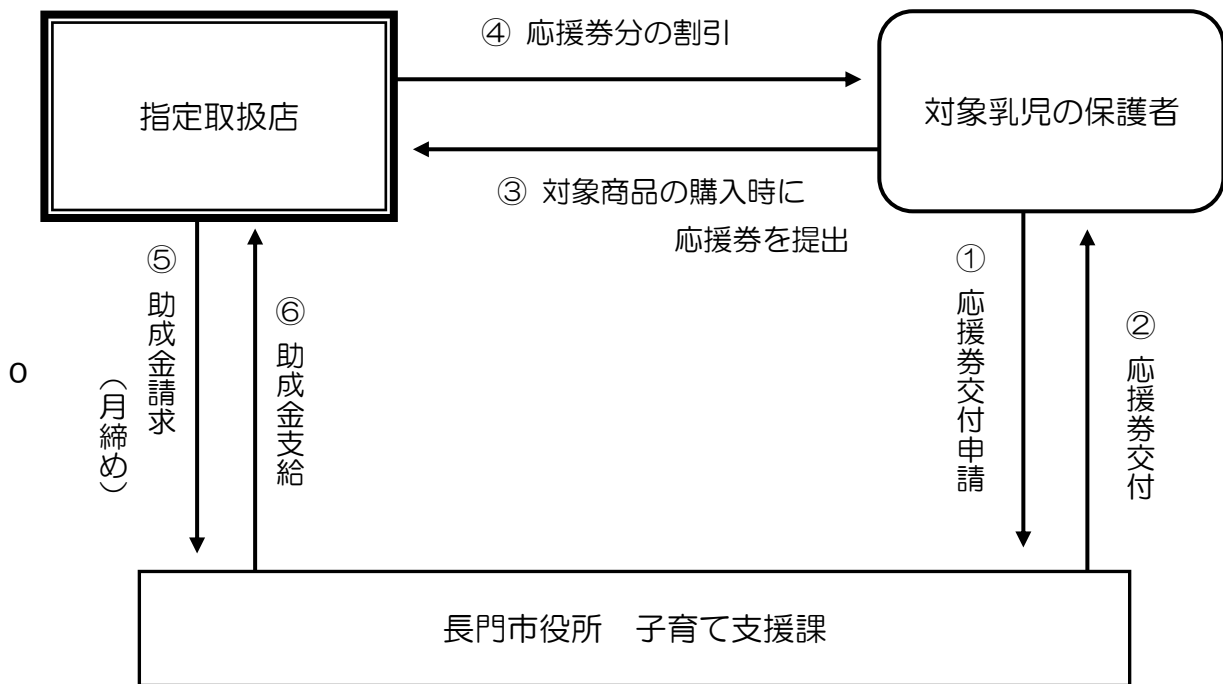 ④ 応援券分の割引
指定取扱店
対象乳児の保護者
③ 対象商品の購入時に
応援券を提出
① 応援券交付申請
② 応援券交付
⑤ 助成金請求
（月締め）
⑥ 助成金支給
0
長門市役所　子育て支援課